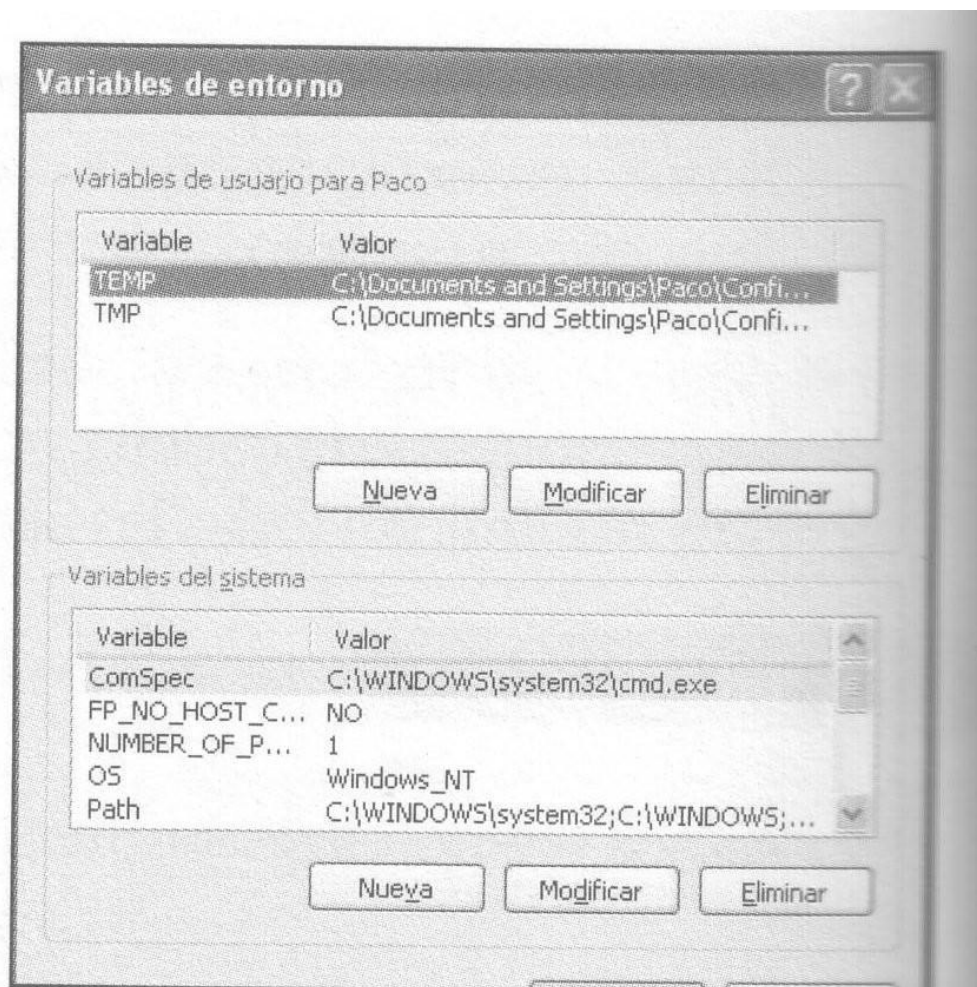 Variables de entorno
Variables de usuario para Paco
Variable Valor
TEMP C:\Documents and Settings\Paco\Confi...
TMP C:\Documents and Settings\Paco\Confi...
Nueva Modificar Eliminar
Variables del sistema
Variable Valor
ComSpec C:\WINDOWS\system32\cmd.exe
FP_NO_HOST_C... NO
NUMBER_OF_P... 1
OS Windows_NT
Path C:\WINDOWS\system32;C:\WINDOWS;...
Nueva Modificar Eliminar